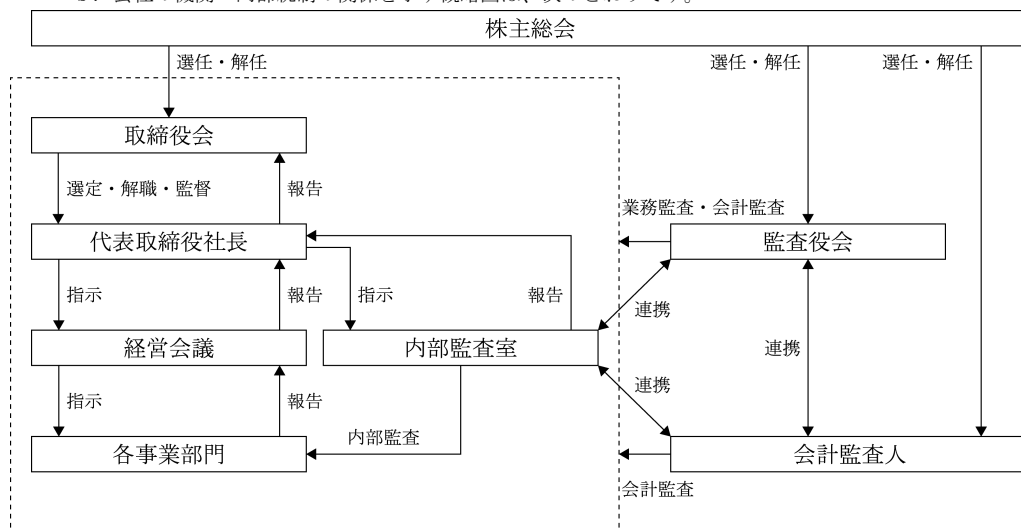 株主総会
選任・解任
選任・解任
選任・解任
取締役会
選定・解職・監督
報告
業務監査・会計監査
代表取締役社長
監査役会
指示
報告
指示
報告
連携
経営会議
内部監査室
連携
指示
報告
連携
内部監査
各事業部門
会計監査人
会計監査